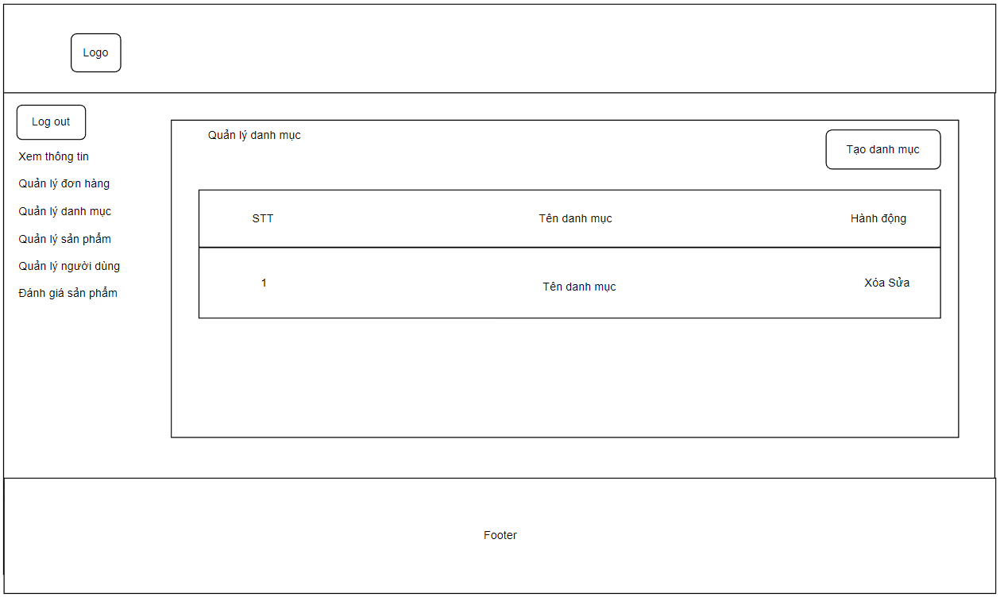 Logo
Log out
Xem thông tin
Quản lý đơn hàng
Quản lý danh mục
Quản lý sản phẩm
Quản lý người dùng
Đánh giá sản phẩm
Quản lý danh mục
Tạo danh mục
STT Tên danh mục Hành động
1 Tên danh mục Xóa Sửa
Footer